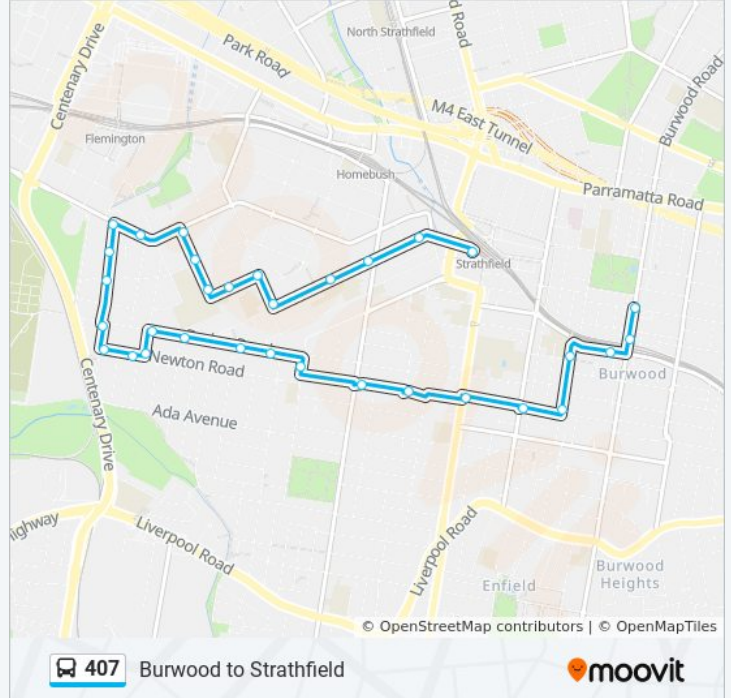 North Strathfield
d Road
Park Road
Centenary Drive
M4 East Tunnel
Burwood Road
Flemington
Homebush
Parramatta Road
Strathfield
Newton Road
Burwood
Centenary Drive
Ada Avenue
ighway
Liverpool Road
Liverpool Road
Enfield
Burwood
Heights
© OpenStreetMap contributors | © OpenMapTiles
407 Burwood to Strathfield
moovit